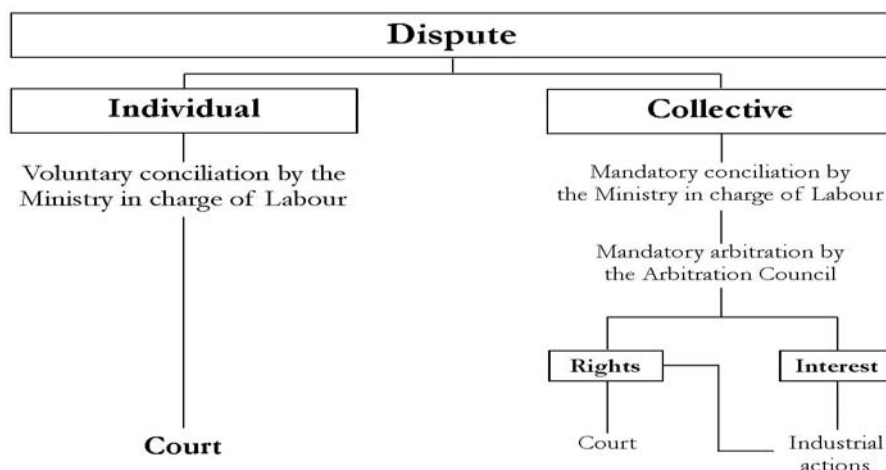 Dispute
Individual
Collective
Voluntary conciliation by the
Ministry in charge of Labour
Mandatory conciliation by
the Ministry in charge of Labour
Mandatory arbitration by
the Arbitration Council
Rights
Interest
Court
Court
Industrial
actions